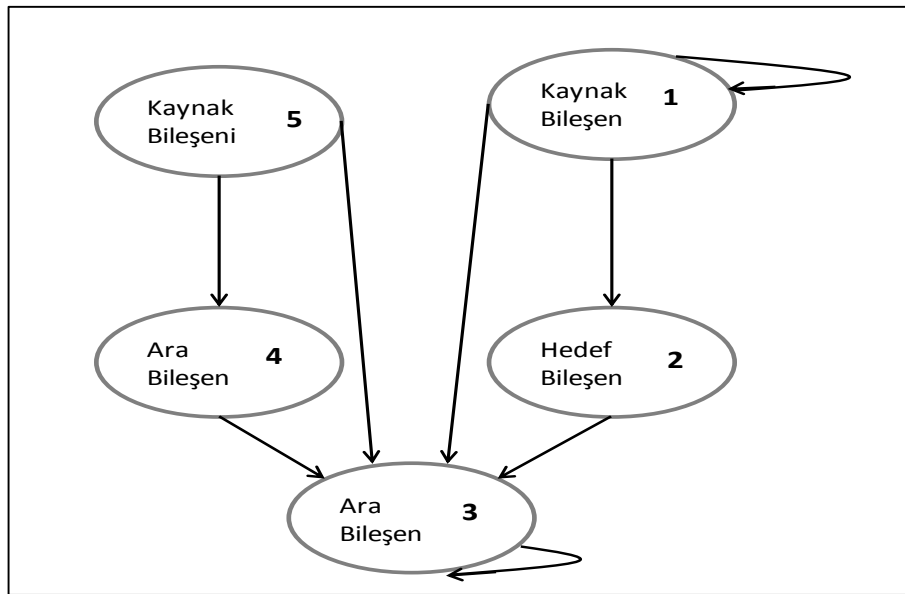 Kaynak 5
Bileşeni
Kaynak 1
Bileşen
Ara 4
Bileşen
Hedef 2
Bileşen
Ara 3
Bileşen